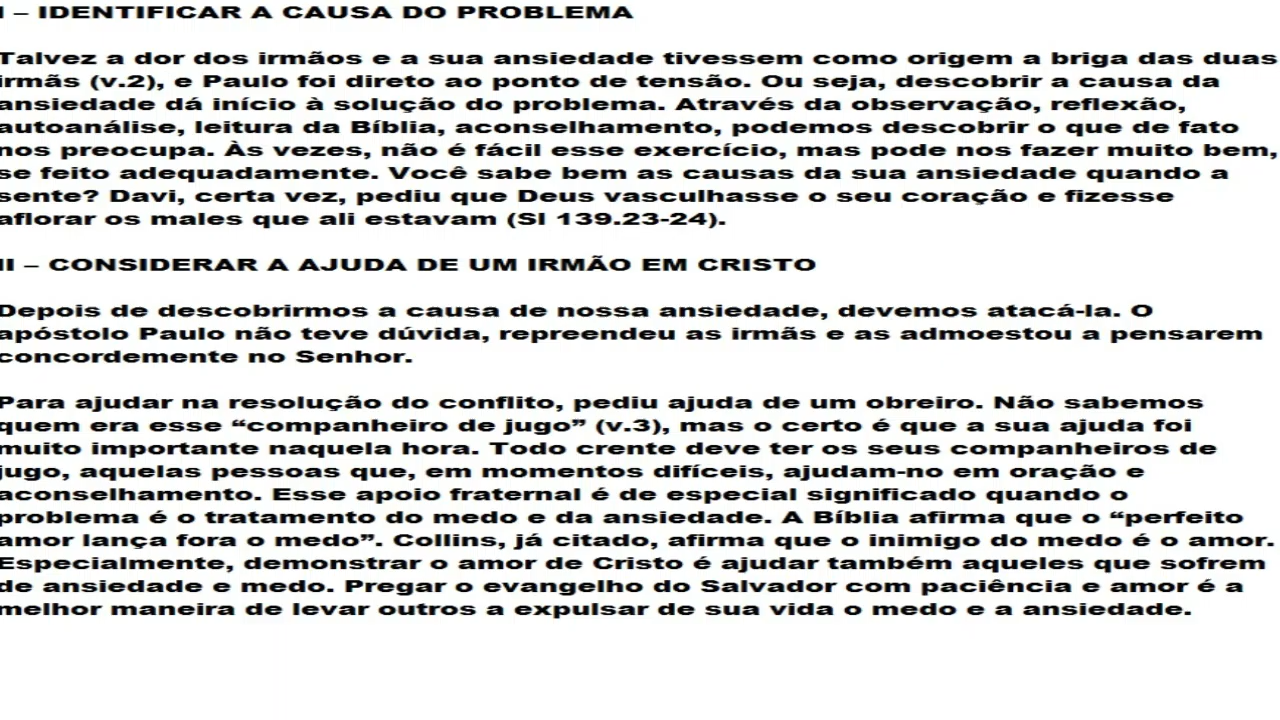 I – IDENTIFICAR A CAUSA DO PROBLEMA
Talvez a dor dos irmãos e a sua ansiedade tivessem como origem a briga das duas
irmãs (v.2), e Paulo foi direto ao ponto de tensão. Ou seja, descobrir a causa da
ansiedade dá início à solução do problema. Através da observação, reflexão,
autoanálise, leitura da Bíblia, aconselhamento, podemos descobrir o que de fato
nos preocupa. Às vezes, não é fácil esse exercício, mas pode nos fazer muito bem,
se feito adequadamente. Você sabe bem as causas da sua ansiedade quando a
sente? Davi, certa vez, pediu que Deus vasculhasse o seu coração e fizesse
aflorar os males que ali estavam (Sl 139.23-24).
II – CONSIDERAR A AJUDA DE UM IRMÃO EM CRISTO
Depois de descobrirmos a causa de nossa ansiedade, devemos atacá-la. O
apóstolo Paulo não teve dúvida, repreendeu as irmãs e as admoestou a pensarem
concordemente no Senhor.
Para ajudar na resolução do conflito, pediu ajuda de um obreiro. Não sabemos
quem era esse “companheiro de jugo” (v.3), mas o certo é que a sua ajuda foi
muito importante naquela hora. Todo crente deve ter os seus companheiros de
jugo, aquelas pessoas que, em momentos difíceis, ajudam-no em oração e
aconselhamento. Esse apoio fraternal é de especial significado quando o
problema é o tratamento do medo e da ansiedade. A Bíblia afirma que o “perfeito
amor lança fora o medo”. Collins, já citado, afirma que o inimigo do medo é o amor.
Especialmente, demonstrar o amor de Cristo é ajudar também aqueles que sofrem
de ansiedade e medo. Pregar o evangelho do Salvador com paciência e amor é a
melhor maneira de levar outros a expulsar de sua vida o medo e a ansiedade.